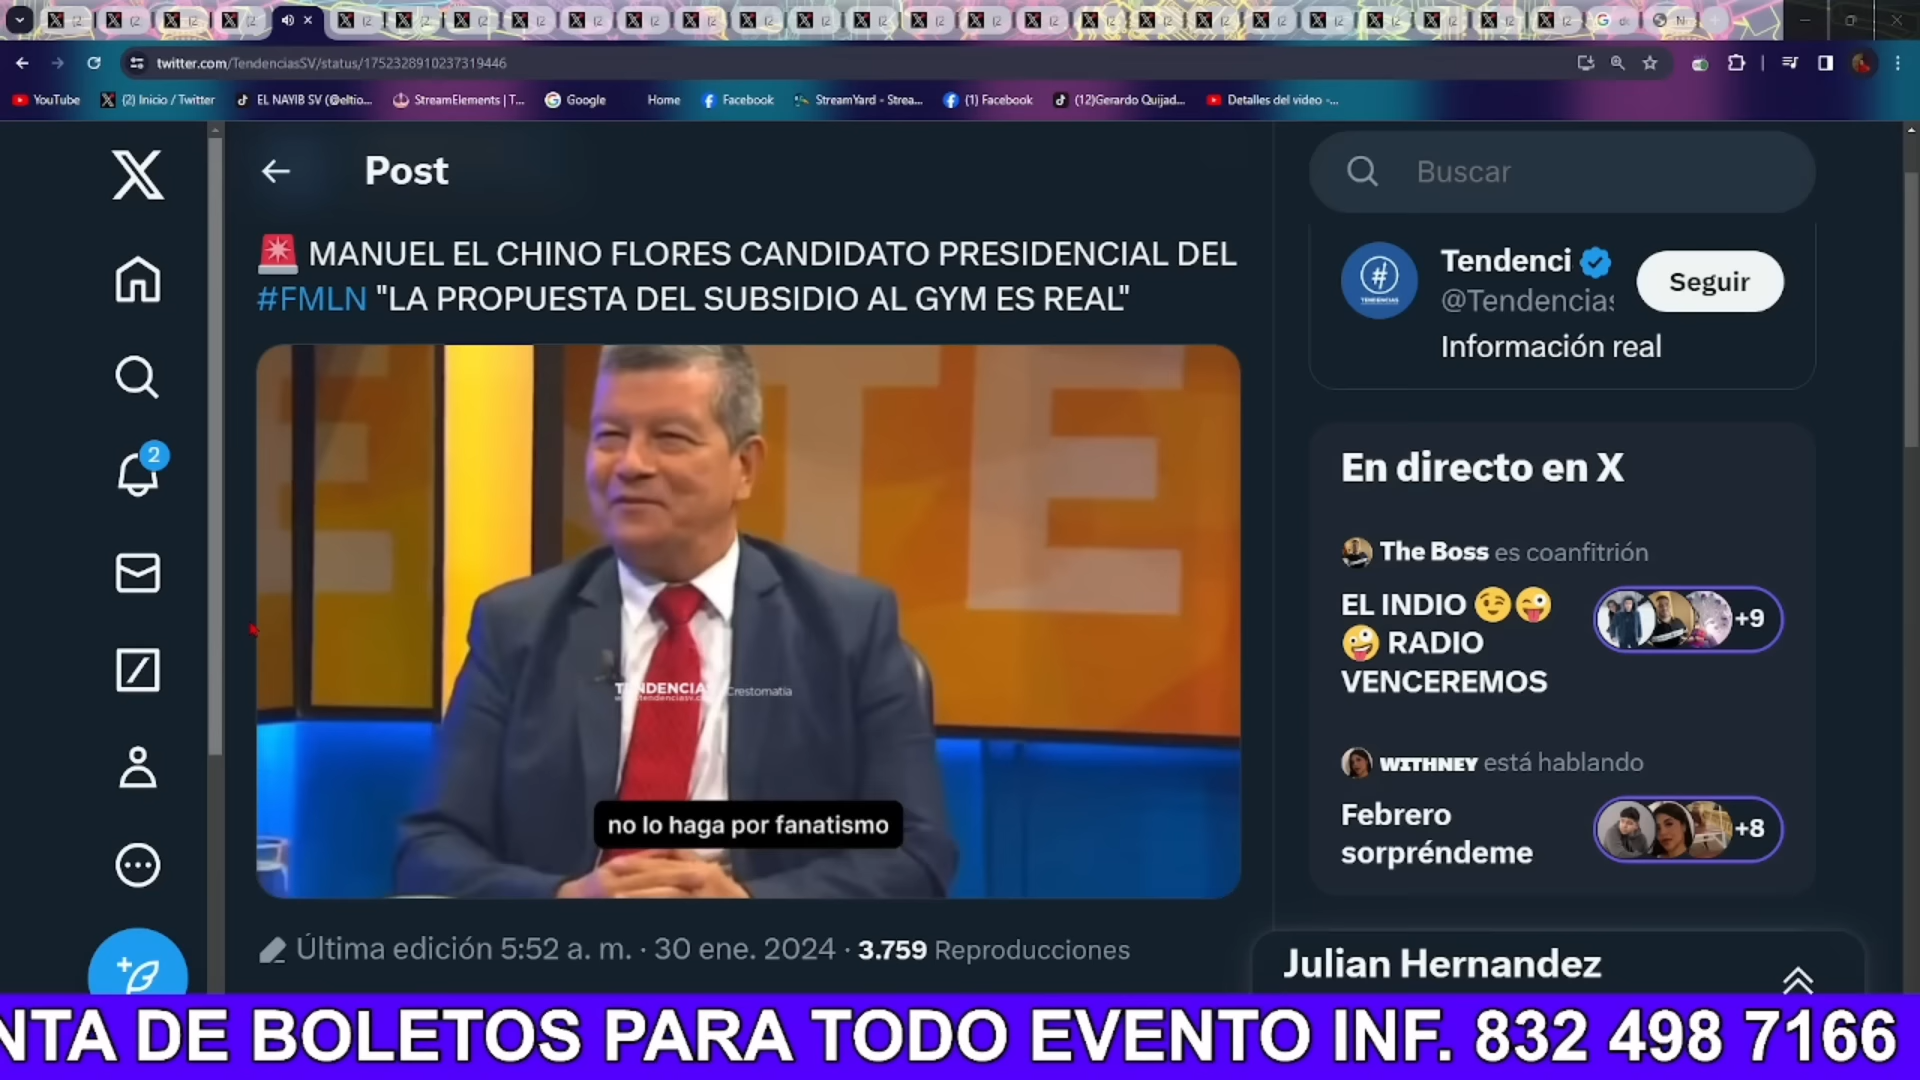 twitter.com/TendenciasSV/status/1752328910237319446
YouTube
(2) Inicio / Twitter
EL NAYIB SV (@eltio...
StreamElements | T...
Google
Home
Facebook
StreamYard - Strea...
(1) Facebook
(12)Gerardo Quijad...
Detalles del video -...
Post
Buscar
🚨 MANUEL EL CHINO FLORES CANDIDATO PRESIDENCIAL DEL
#FMLN "LA PROPUESTA DEL SUBSIDIO AL GYM ES REAL"
Tendenci
Seguir
@Tendencias
Información real
TENDENCIAS
En directo en X
The Boss es coanfitrión
EL INDIO 😉😜
🤪 RADIO
VENCEREMOS
+9
2
Crestomatia
WITHNEY está hablando
Febrero
sorpréndeme
+8
no lo haga por fanatismo
Última edición 5:52 a. m. · 30 ene. 2024 · 3.759 Reproducciones
Julian Hernandez
NTA DE BOLETOS PARA TODO EVENTO INF. 832 498 7166